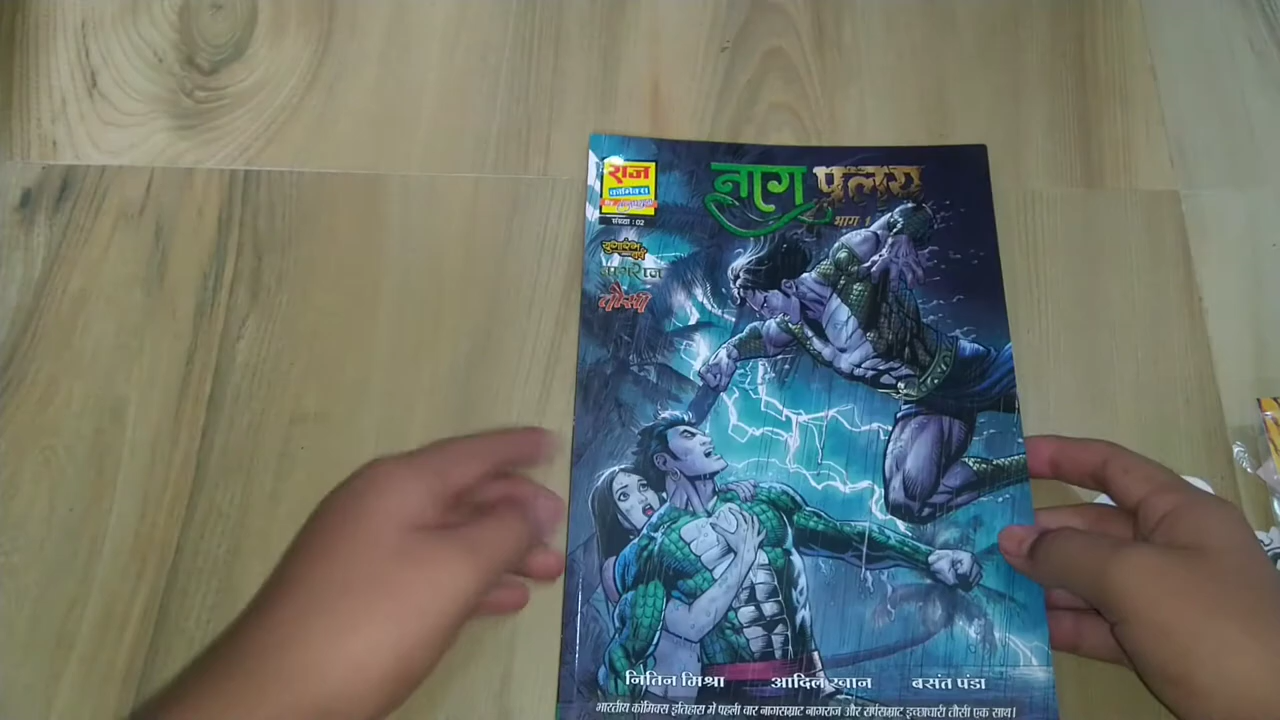 राज
कॉमिक्स
संख्या : 02
नाग प्रलय
भाग 1
युगारंभ
नागराज
तौसी
नितिन मिश्रा आदिल खान बसंत पंडा
भारतीय कॉमिक्स इतिहास में पहली बार नागसम्राट नागराज और सर्पसम्राट इच्छाधारी तौसी एक साथ!